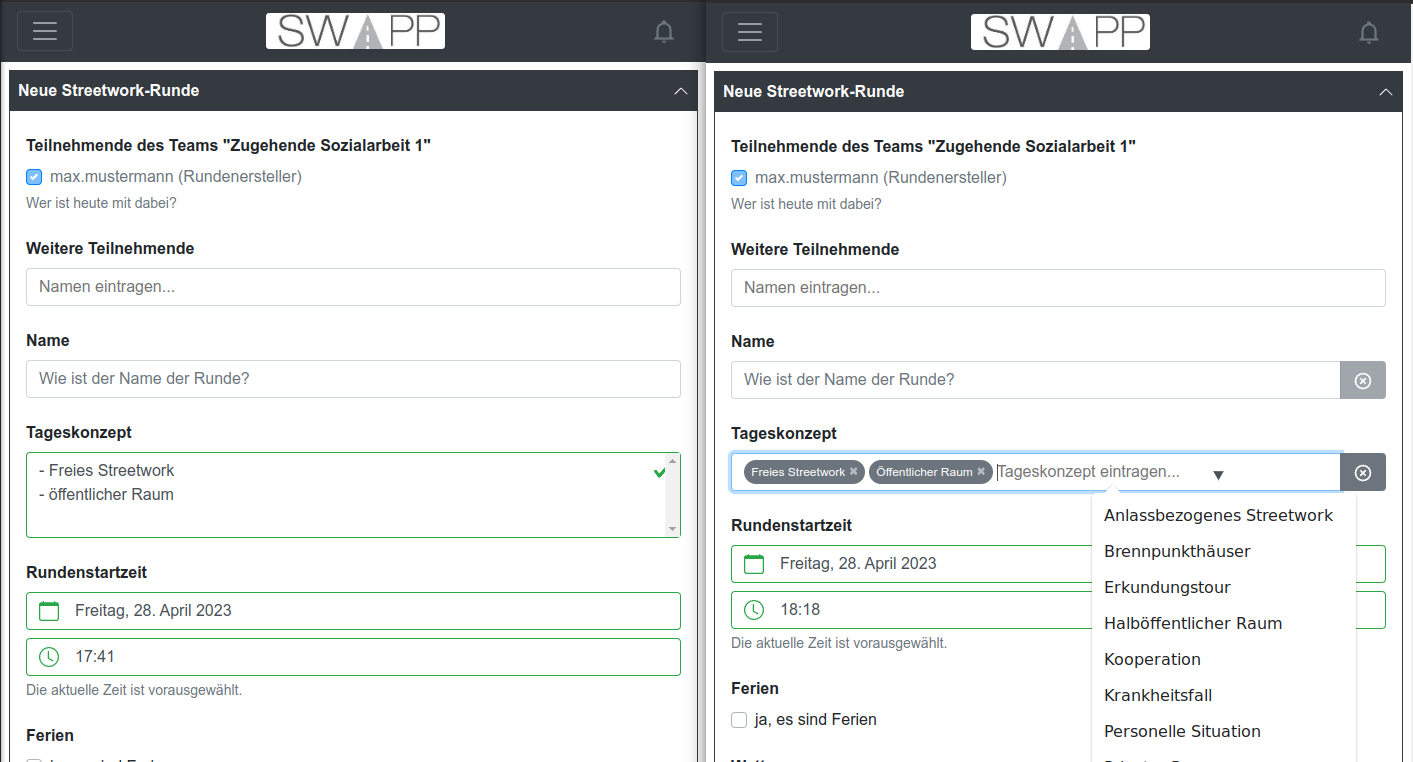 SWAPP
Neue Streetwork-Runde
Teilnehmende des Teams "Zugehende Sozialarbeit 1"
max.mustermann (Rundenersteller)
Wer ist heute mit dabei?
Weitere Teilnehmende
Namen eintragen...
Name
Wie ist der Name der Runde?
Tageskonzept
- Freies Streetwork
- öffentlicher Raum
Rundenstartzeit
Freitag, 28. April 2023
17:41
Die aktuelle Zeit ist vorausgewählt.
Ferien
SWAPP
Neue Streetwork-Runde
Teilnehmende des Teams "Zugehende Sozialarbeit 1"
max.mustermann (Rundenersteller)
Wer ist heute mit dabei?
Weitere Teilnehmende
Namen eintragen...
Name
Wie ist der Name der Runde?
Tageskonzept
Freies Streetwork × Öffentlicher Raum × Tageskonzept eintragen...
Anlassbezogenes Streetwork
Brennpunkthäuser
Erkundungstour
Halböffentlicher Raum
Kooperation
Krankheitsfall
Personelle Situation
Rundenstartzeit
Freitag, 28. April 2023
18:18
Die aktuelle Zeit ist vorausgewählt.
Ferien
ja, es sind Ferien